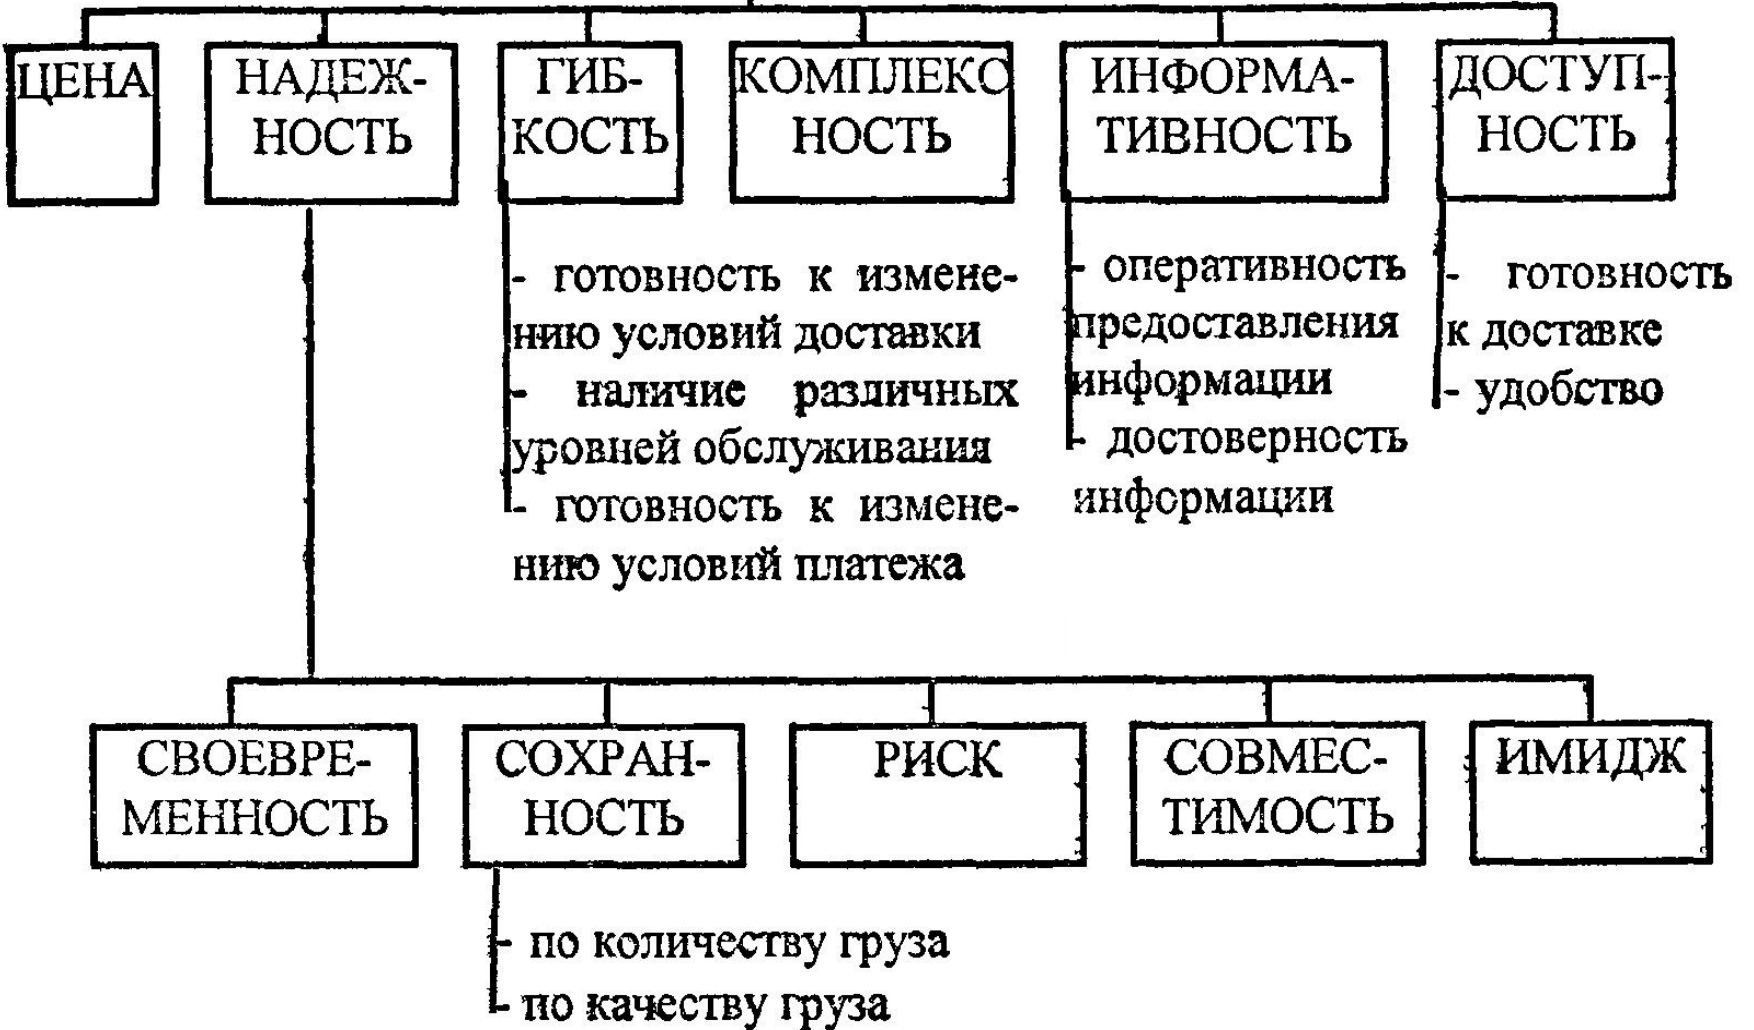 ЦЕНА
НАДЕЖ-
НОСТЬ
ГИБ-
КОСТЬ
КОМПЛЕКС
НОСТЬ
ИНФОРМА-
ТИВНОСТЬ
ДОСТУП-
НОСТЬ
- готовность к измене-
нию условий доставки
- наличие различных
уровней обслуживания
- готовность к измене-
нию условий платежа
- оперативность
предоставления
информации
- достоверность
информации
- готовность
к доставке
- удобство
СВОЕВРЕ-
МЕННОСТЬ
СОХРАН-
НОСТЬ
РИСК
СОВМЕС-
ТИМОСТЬ
ИМИДЖ
- по количеству груза
- по качеству груза